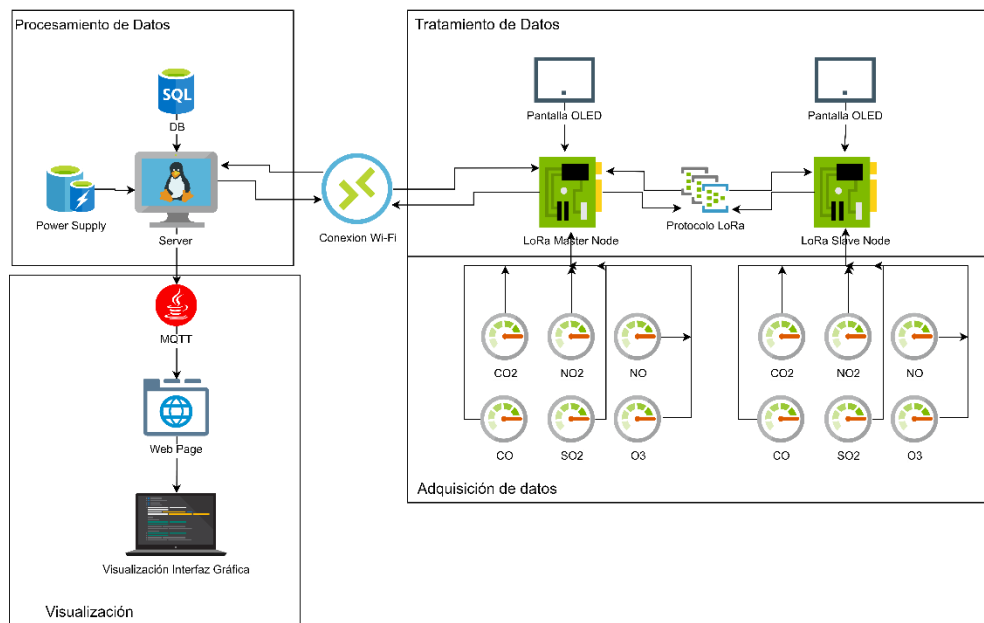 Procesamiento de Datos
SQL
DB
Power Supply
Server
Conexion Wi-Fi
Tratamiento de Datos
Pantalla OLED
Pantalla OLED
LoRa Master Node
Protocolo LoRa
LoRa Slave Node
MQTT
Web Page
Visualización Interfaz Gráfica
Visualización
CO2
NO2
NO
CO2
NO2
NO
CO
SO2
O3
CO
SO2
O3
Adquisición de datos